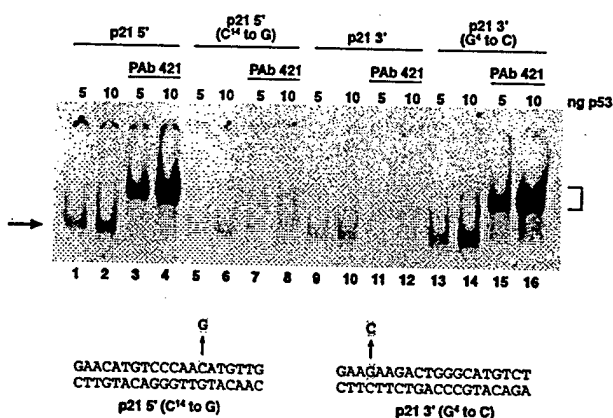 p21 5' p21 5' (C¹⁴ to G) p21 3' p21 3' (G⁴ to C)
PAb 421 PAb 421 PAb 421 PAb 421
5 10 5 10 5 10 5 10 5 10 5 10 5 10 5 10 ng p53
1 2 3 4 5 6 7 8 9 10 11 12 13 14 15 16
G C
GAACATGTCCCAACATGTTG GAAGAAGACTGGGCATGTCT
CTTGTACAGGGTTGTACAAC CTTCTTCTGACCCGTACAGA
p21 5' (C¹⁴ to G) p21 3' (G⁴ to C)